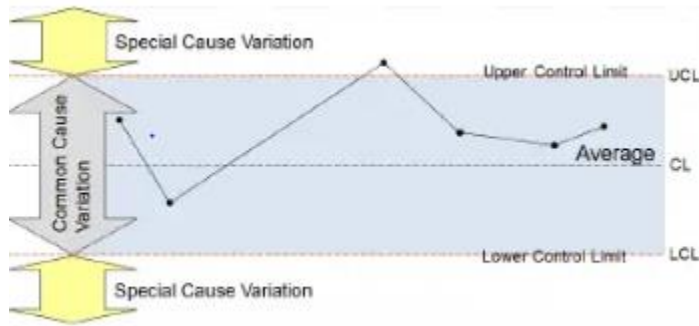 Special Cause Variation
Upper Control Limit
UCL
Common Cause
Variation
Average
CL
Lower Control Limit
LCL
Special Cause Variation